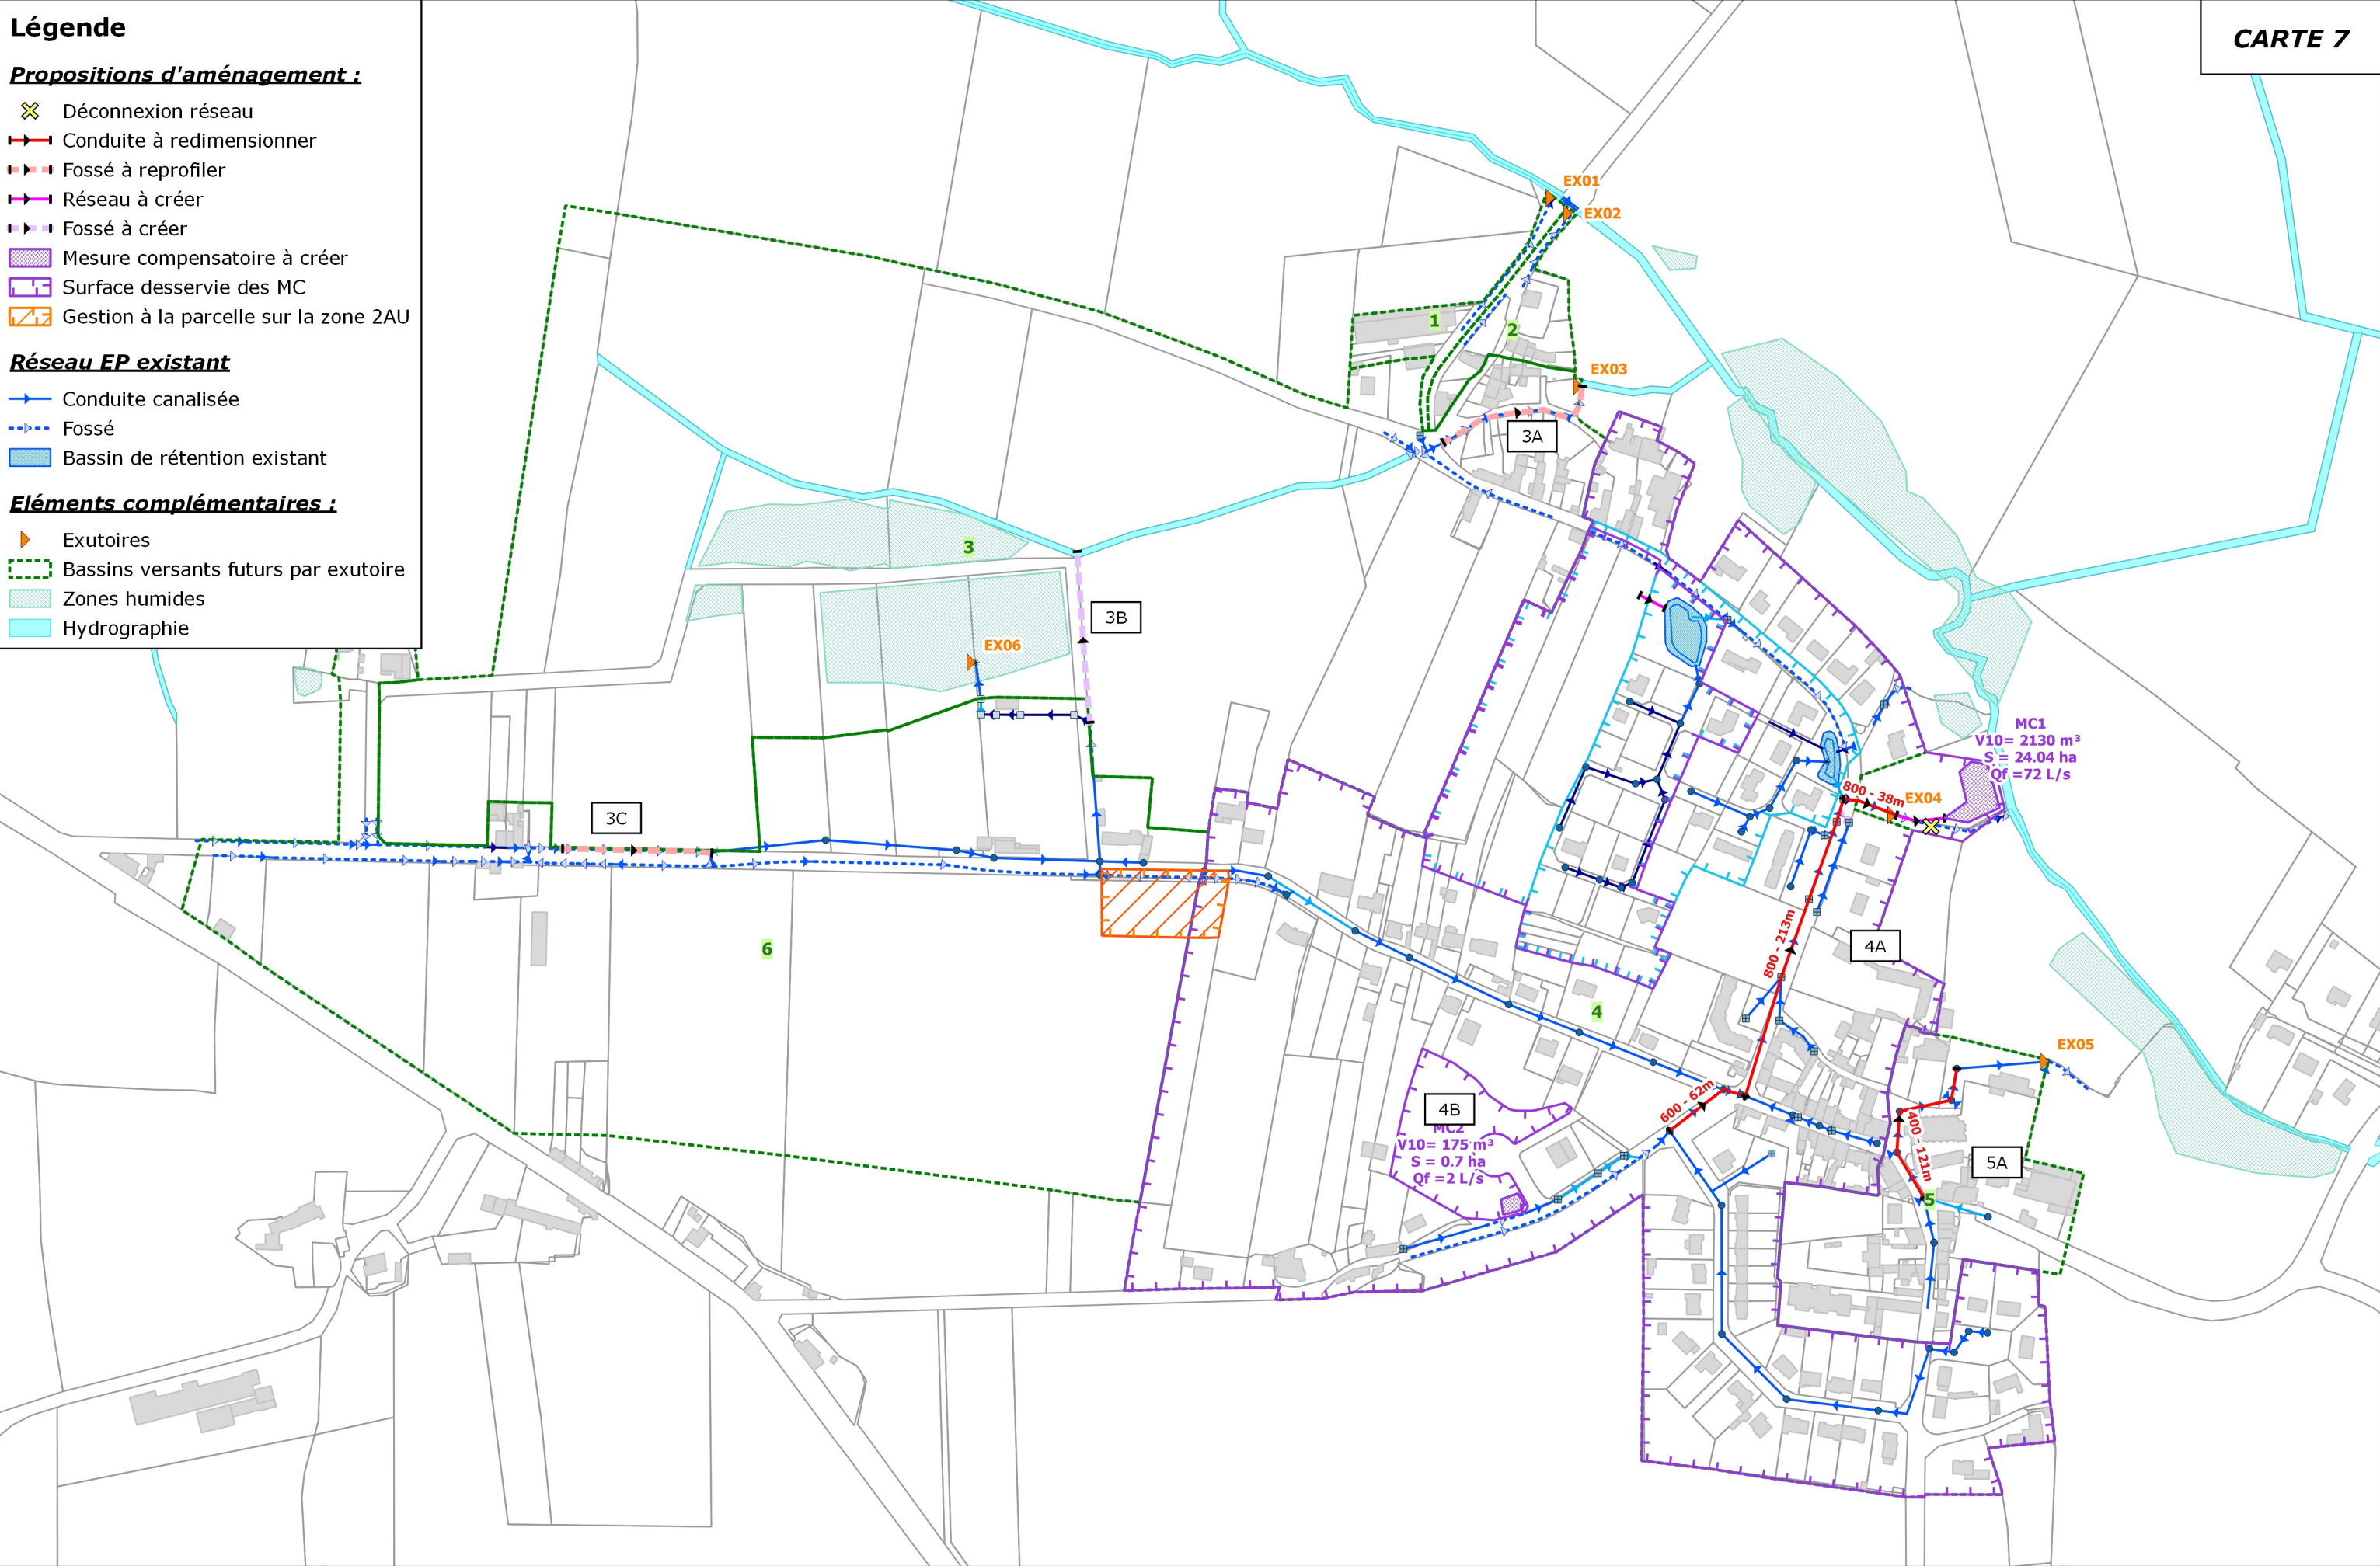 Légende
Propositions d'aménagement :
Déconnexion réseau
Conduite à redimensionner
Fossé à reprofiler
Réseau à créer
Fossé à créer
Mesure compensatoire à créer
Surface desservie des MC
Gestion à la parcelle sur la zone 2AU
Réseau EP existant
Conduite canalisée
Fossé
Bassin de rétention existant
Eléments complémentaires :
Exutoires
Bassins versants futurs par exutoire
Zones humides
Hydrographie
CARTE 7
EX01
EX02
1
2
EX03
3A
3
3B
EX06
MC1
V10= 2130 m³
S = 24.04 ha
Qf =72 L/s
800 - 38m
EX04
3C
6
800 - 213m
4A
4
EX05
600 - 62m
4B
MC2
V10= 175 m³
S = 0.7 ha
Qf =2 L/s
400 - 121m
5A
5